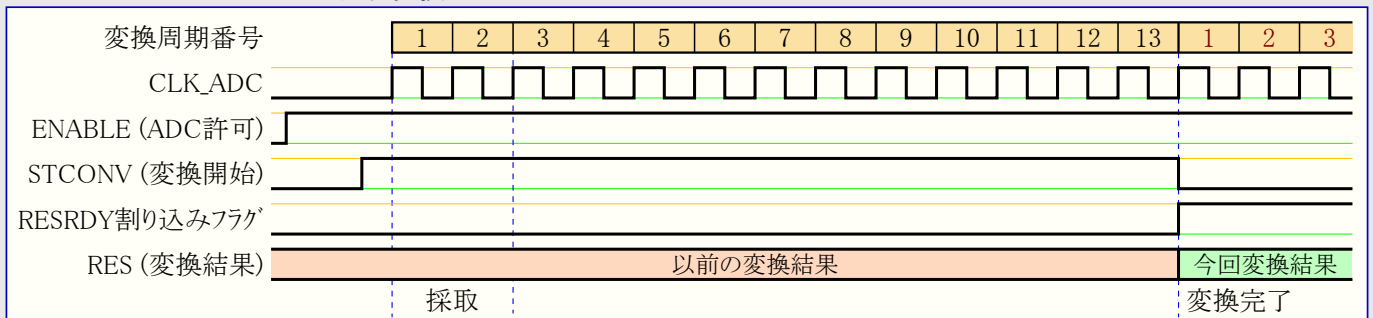 変換周期番号 1 2 3 4 5 6 7 8 9 10 11 12 13 1 2 3
CLK_ADC
ENABLE (ADC許可)
STCONV (変換開始)
RESRDY割り込みフラグ
RES (変換結果) 以前の変換結果 今回変換結果
採取 変換完了